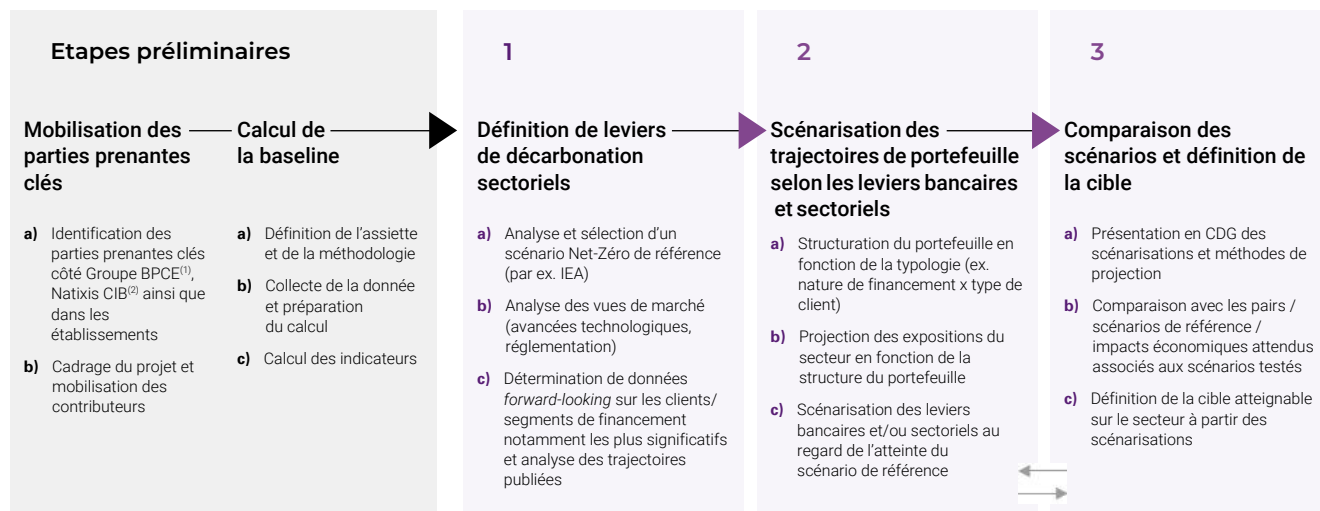 Etapes préliminaires
Mobilisation des
parties prenantes
clés
a) Identification des
parties prenantes clés
côté Groupe BPCE(1),
Natixis CIB(2) ainsi que
dans les
établissements
b) Cadrage du projet et
mobilisation des
contributeurs
Calcul de
la baseline
a) Définition de l'assiette
et de la méthodologie
b) Collecte de la donnée
et préparation
du calcul
c) Calcul des indicateurs
1
Définition de leviers
de décarbonation
sectoriels
a) Analyse et sélection d'un
scénario Net-Zéro de référence
(par ex. IEA)
b) Analyse des vues de marché
(avancées technologiques,
réglementation)
c) Détermination de données
forward-looking sur les clients/
segments de financement
notamment les plus significatifs
et analyse des trajectoires
publiées
2
Scénarisation des
trajectoires de portefeuille
selon les leviers bancaires
et sectoriels
a) Structuration du portefeuille en
fonction de la typologie (ex.
nature de financement x type de
client)
b) Projection des expositions du
secteur en fonction de la
structure du portefeuille
c) Scénarisation des leviers
bancaires et/ou sectoriels au
regard de l'atteinte du
scénario de référence
3
Comparaison des
scénarios et définition de
la cible
a) Présentation en CDG des
scénarisations et méthodes de
projection
b) Comparaison avec les pairs /
scénarios de référence /
impacts économiques attendus
associés aux scénarios testés
c) Définition de la cible atteignable
sur le secteur à partir des
scénarisations